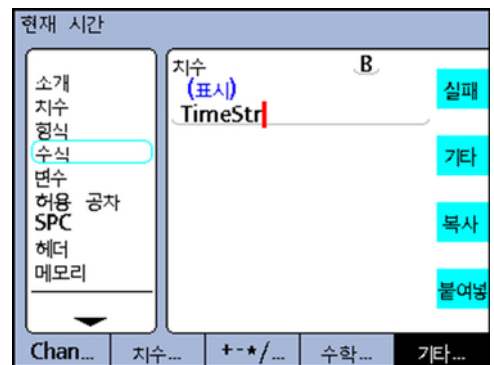 현재 시간
소개
치수
형식
수식
변수
허용 공차
SPC
헤더
메모리
치수 B
(표시)
TimeStr
실패
기타
복사
붙여넣
Chan... 치수... +-*/... 수학... 기타...